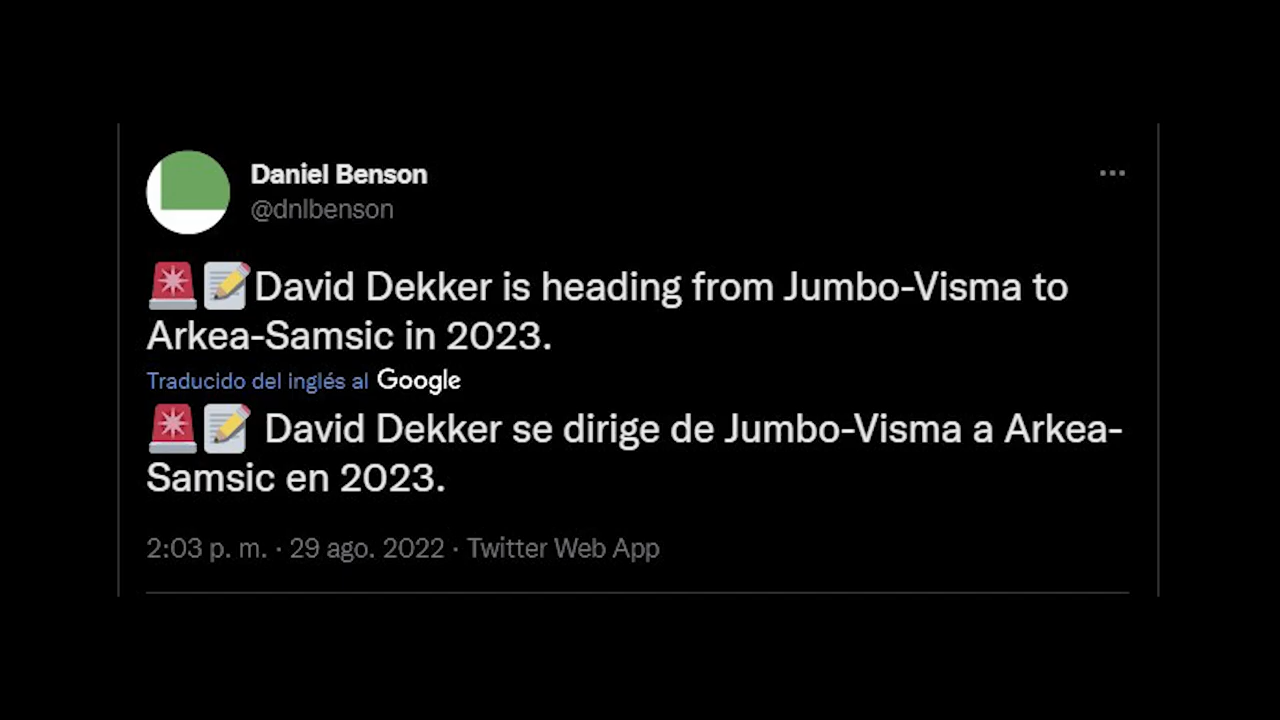 Daniel Benson
@dnlbenson
🚨📝David Dekker is heading from Jumbo-Visma to
Arkea-Samsic in 2023.
Traducido del inglés al Google
🚨📝 David Dekker se dirige de Jumbo-Visma a Arkea-
Samsic en 2023.
2:03 p. m. · 29 ago. 2022 · Twitter Web App